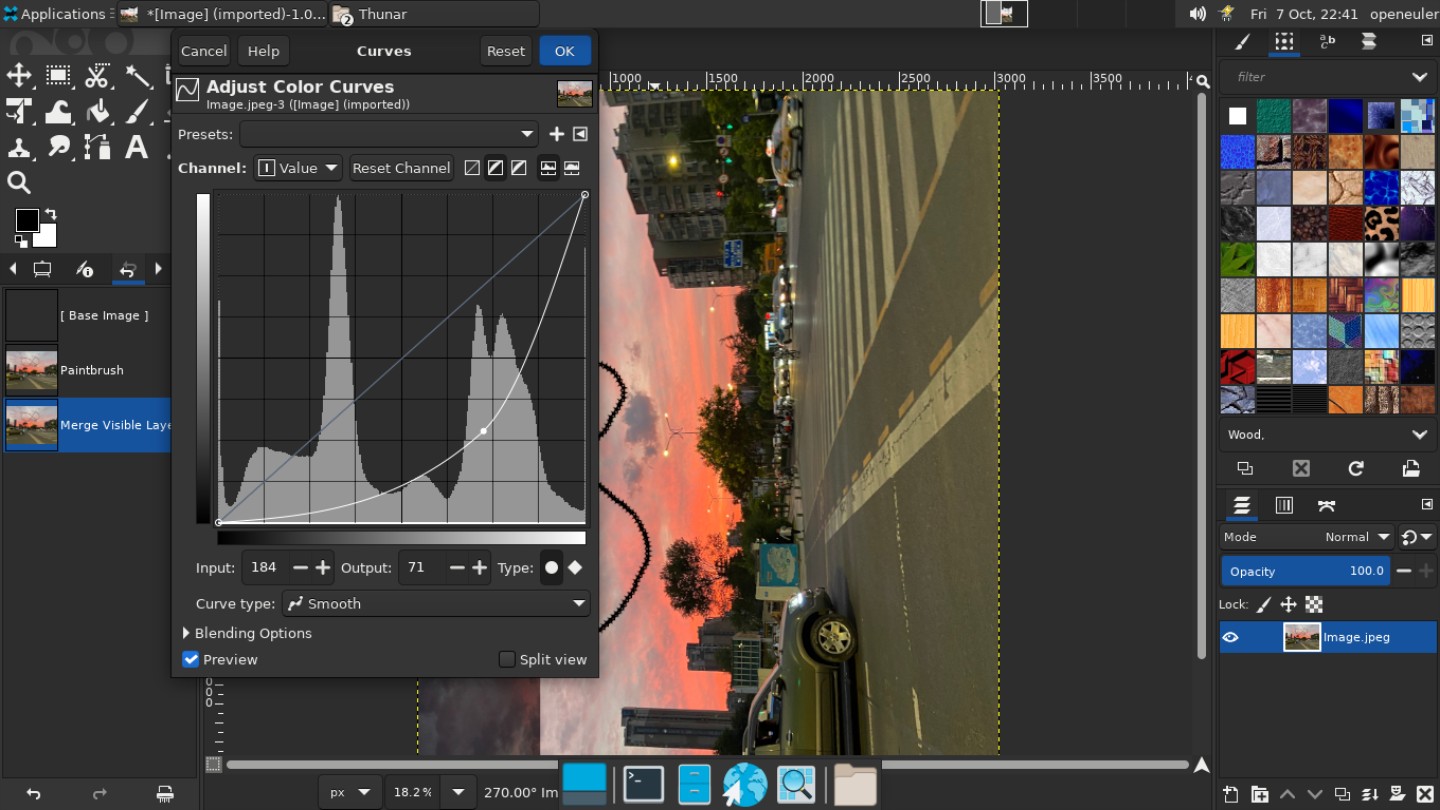 Applications
*[Image] (imported)-1.0...
2
Thunar
Fri 7 Oct, 22:41
openeuler
Cancel
Help
Curves
Reset
OK
Adjust Color Curves
Image.jpeg-3 ([Image] (imported))
Presets:
Channel:
Value
Reset Channel
Input:
184
Output:
71
Type:
Curve type:
Smooth
Blending Options
Preview
Split view
[ Base Image ]
Paintbrush
Merge Visible Laye
1000
1500
2000
2500
3000
3500
filter
Wood,
Mode
Normal
Opacity
100.0
Lock:
Image.jpeg
px
18.2 %
270.00° Im